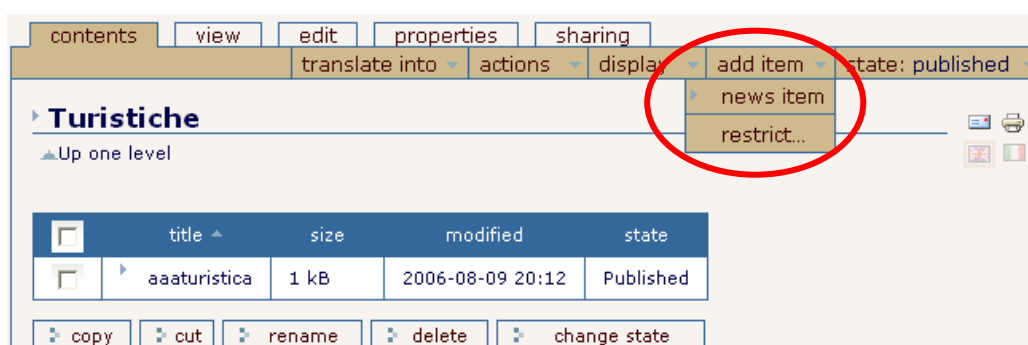 contents view edit properties sharing
translate into actions display add item state: published
news item
restrict...
Turistiche
Up one level
title size modified state
aaaturistica 1 kB 2006-08-09 20:12 Published
copy cut rename delete change state